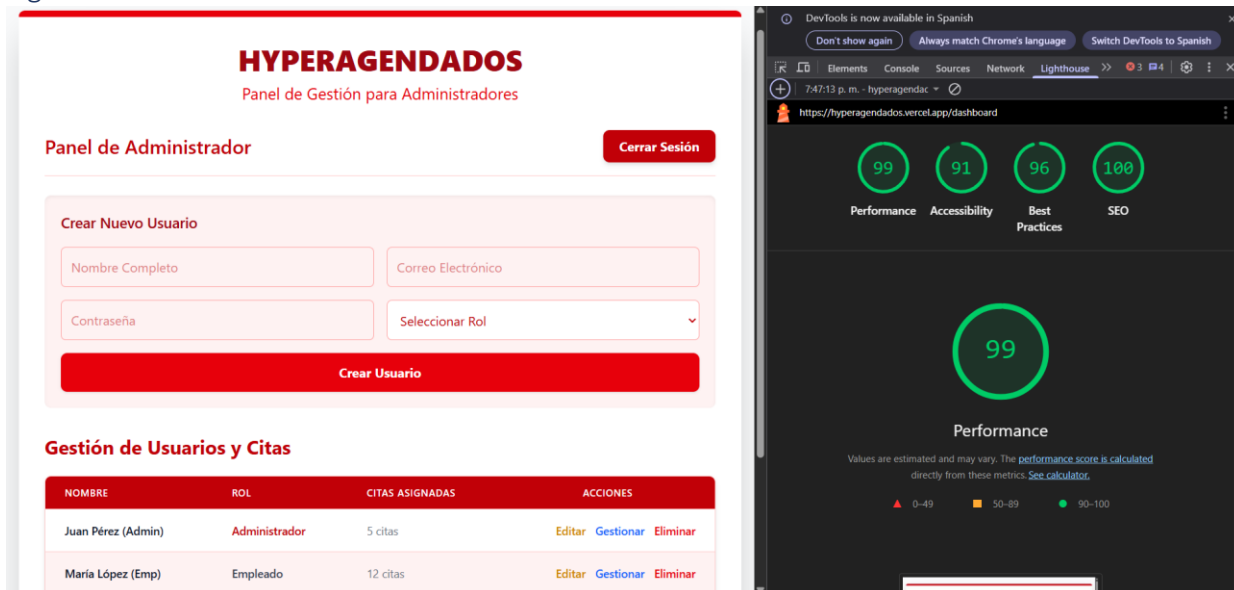 HYPERAGENDADOS
Panel de Gestión para Administradores
Panel de Administrador
Cerrar Sesión
Crear Nuevo Usuario
Nombre Completo
Correo Electrónico
Contraseña
Seleccionar Rol
Crear Usuario
Gestión de Usuarios y Citas
NOMBRE ROL CITAS ASIGNADAS ACCIONES
Juan Pérez (Admin) Administrador 5 citas Editar Gestionar Eliminar
María López (Emp) Empleado 12 citas Editar Gestionar Eliminar
DevTools is now available in Spanish
Don't show again Always match Chrome's language Switch DevTools to Spanish
Elements Console Sources Network Lighthouse 3 4
7:47:13 p. m. - hyperagendac
https://hyperagendados.vercel.app/dashboard
99 91 96 100
Performance Accessibility Best Practices SEO
99
Performance
Values are estimated and may vary. The performance score is calculated
directly from these metrics. See calculator.
0–49 50–89 90–100